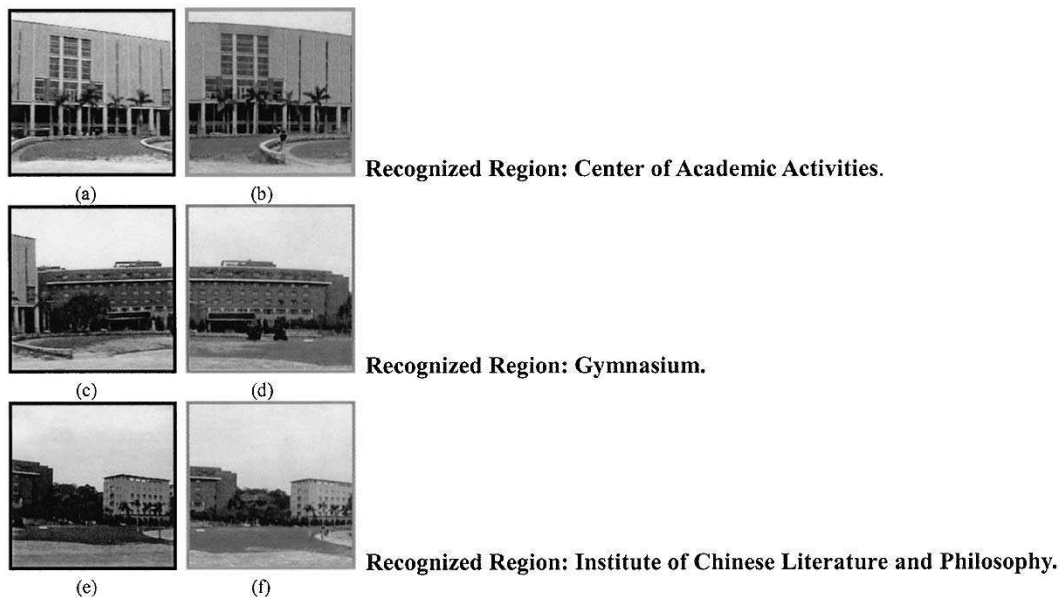 Recognized Region: Center of Academic Activities.
(a) (b)
Recognized Region: Gymnasium.
(c) (d)
Recognized Region: Institute of Chinese Literature and Philosophy.
(e) (f)